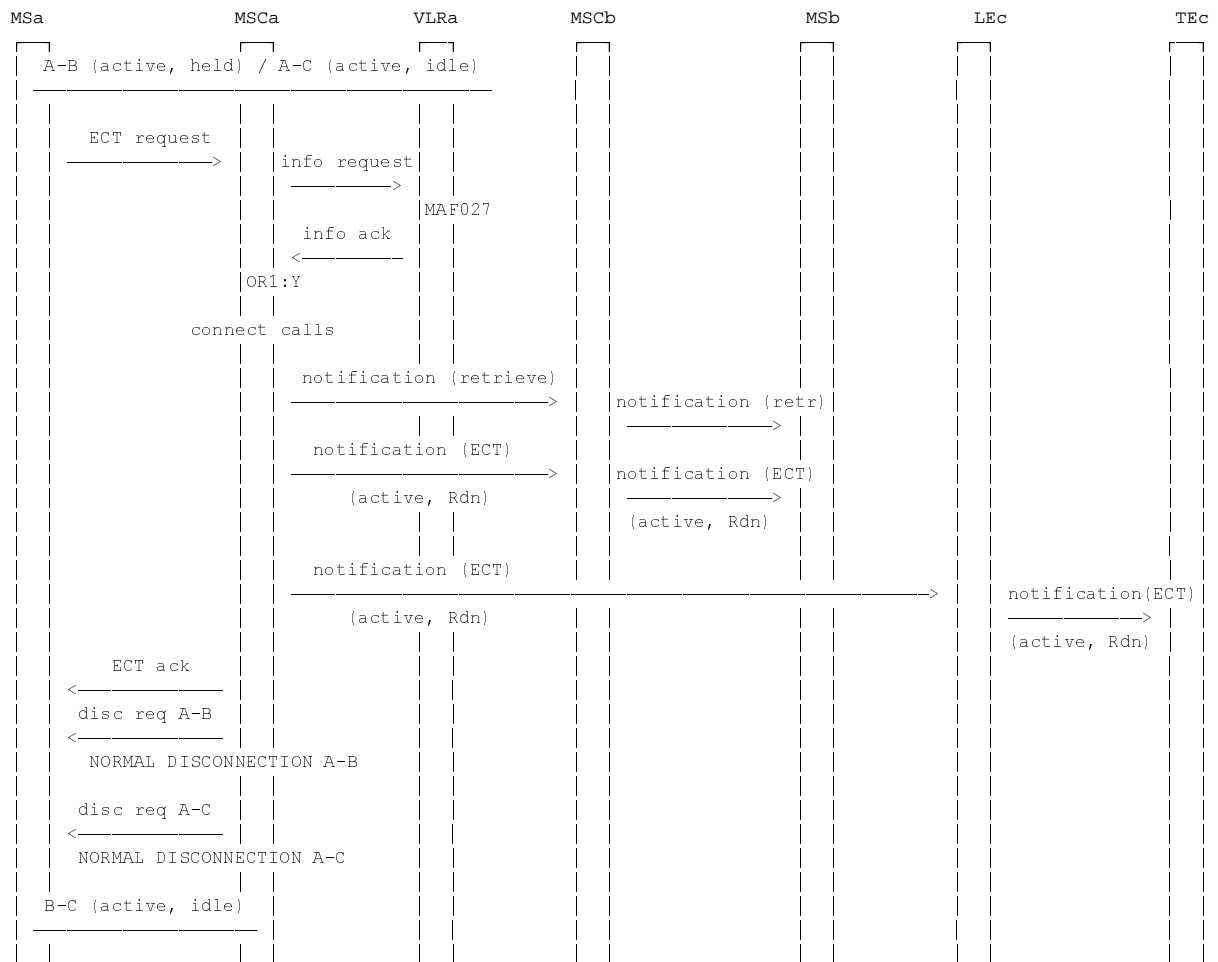 MSa MSCa VLRa MSCb MSb LEc TEc
A-B (active, held) / A-C (active, idle)
ECT request
info request
MAF027
info ack
OR1:Y
connect calls
notification (retrieve)
notification (retr)
notification (ECT)
notification (ECT)
(active, Rdn)
(active, Rdn)
notification (ECT)
notification(ECT)
(active, Rdn)
(active, Rdn)
ECT ack
disc req A-B
NORMAL DISCONNECTION A-B
disc req A-C
NORMAL DISCONNECTION A-C
B-C (active, idle)